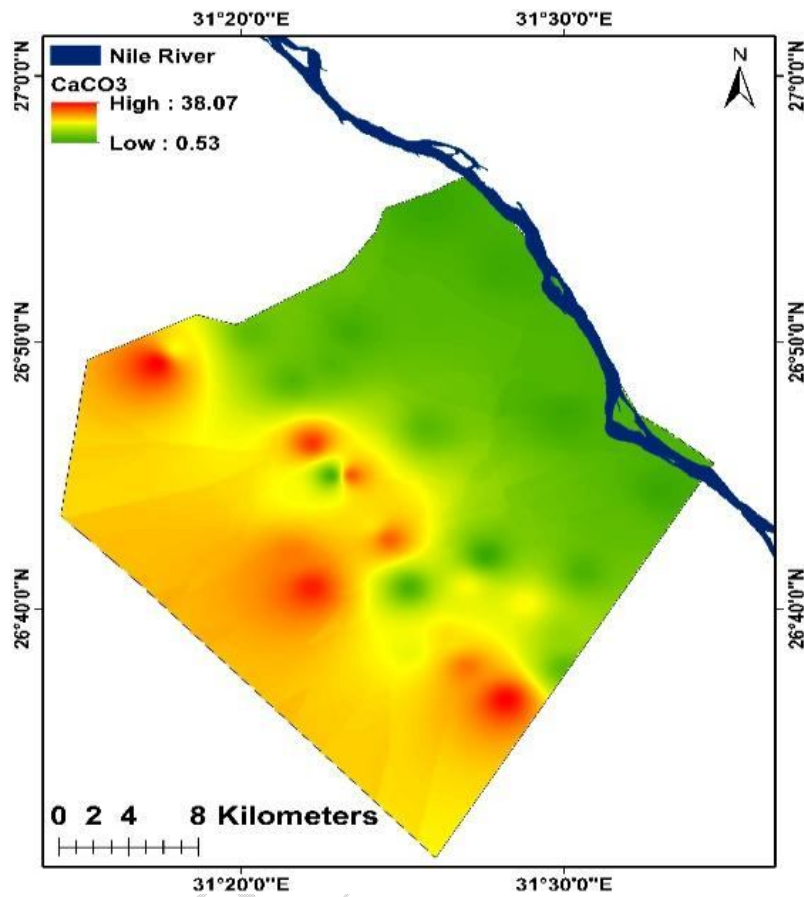 31°20'0"E 31°30'0"E
Nile River
CaCO3
High : 38.07
Low : 0.53
N
27°0'0"N 27°0'0"N
26°50'0"N 26°50'0"N
26°40'0"N 26°40'0"N
0 2 4 8 Kilometers
31°20'0"E 31°30'0"E